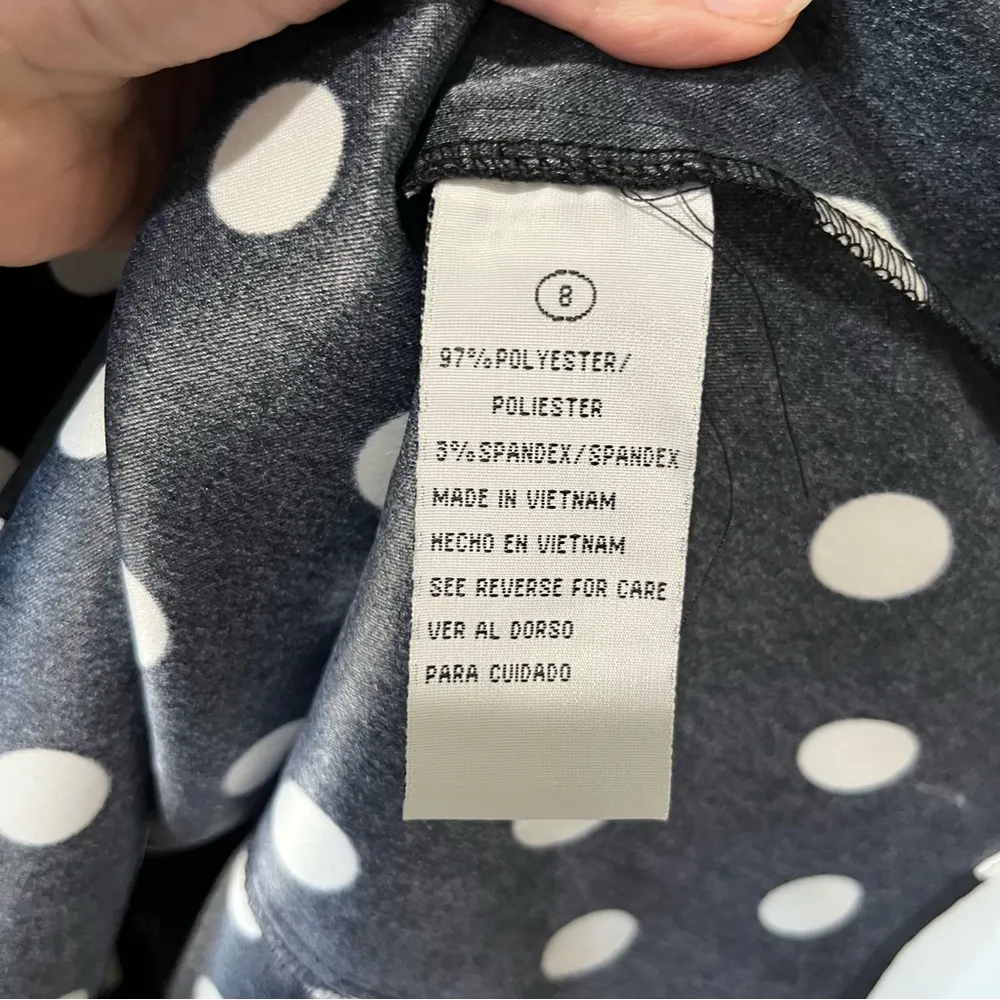 8
97%POLYESTER/
POLIESTER
3%SPANDEX/SPANDEX
MADE IN VIETNAM
HECHO EN VIETNAM
SEE REVERSE FOR CARE
VER AL DORSO
PARA CUIDADO